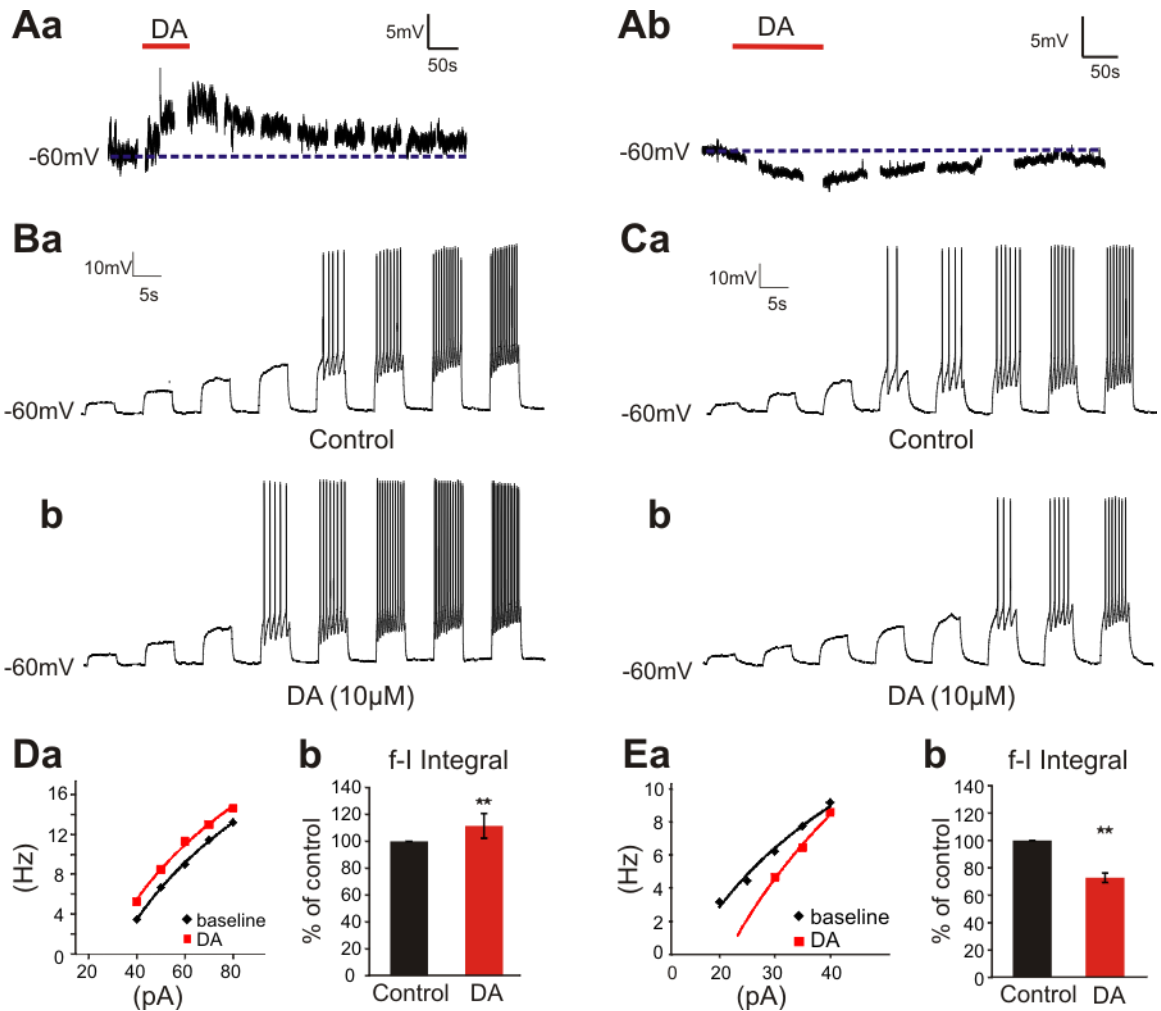 Aa
DA
5mV
50s
-60mV
Ab
DA
5mV
50s
-60mV
Ba
10mV
5s
-60mV
Control
Ca
10mV
5s
-60mV
Control
b
-60mV
DA (10µM)
b
-60mV
DA (10µM)
Da
16
12
8
4
0
(Hz)
20 40 60 80
(pA)
baseline
DA
b
f-I Integral
140
120
100
80
60
40
20
0
% of control
**
Control DA
Ea
10
8
6
4
2
0
(Hz)
0 20 30 40
(pA)
baseline
DA
b
f-I Integral
140
120
100
80
60
40
20
0
% of control
**
Control DA